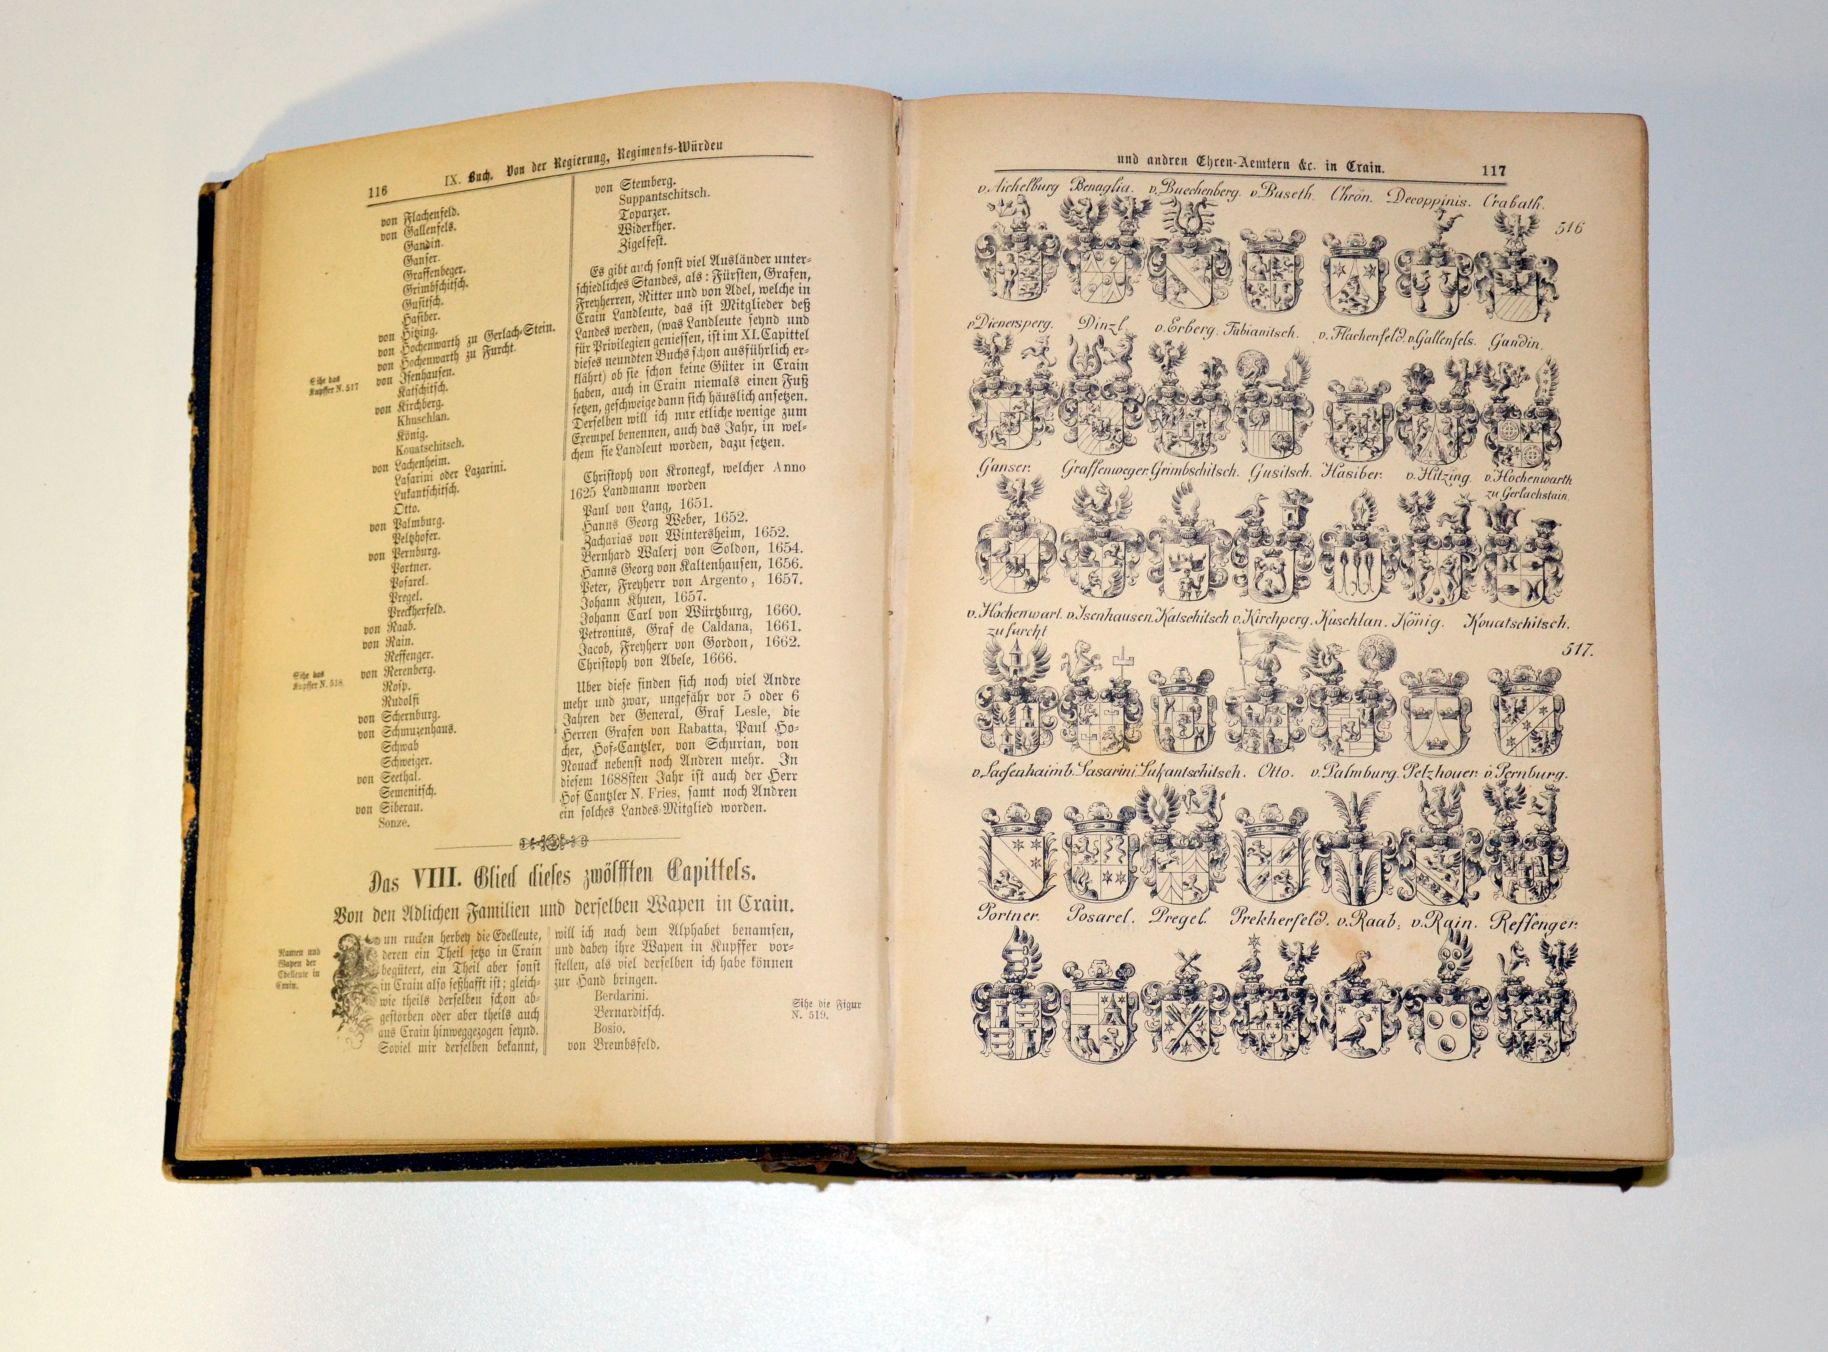 116
IX. Buch. Von der Regierung, Regiments-Würden
von Flachenfeld.
von Gallenfels.
Gandin.
Ganser.
Graffenbeger.
Grimbschitsch.
Gusitsch.
Hasiber.
von Hitzing.
von Hochenwarth zu Gerlach-Stein.
von Hochenwarth zu Furcht.
von Isenhausen.
Sihe das
Kupffer N. 517
Katschitsch.
von Kirchberg.
Khuschlan.
König.
Kouatschitsch.
von Lachenheim.
Lasarini oder Lazarini.
Lukantschitsch.
Otto.
von Palmburg.
Peltzhofer.
von Pernburg.
Portner.
Posarel.
Pregel.
Preckherfeld.
von Raab.
von Rain.
Reffenger.
Sihe das
Kupffer N. 518.
von Rerenberg.
Rosp.
Rudolfi
von Schernburg.
von Schmuzenhaus.
Schwab
Schweiger.
von Seethal.
Semenitsch.
von Siberau.
Sonze.
von Stemberg.
Suppantschitsch.
Toparzer.
Widerkher.
Zigelfest.
Es gibt auch sonst viel Ausländer unter-
schiedliches Standes, als: Fürsten, Grafen,
Freyherren, Ritter und von Adel, welche in
Crain Landleute, das ist Mitglieder deß
Landes werden, (was Landleute seynd und
für Privilegien geniessen, ist im XI. Capittel
dieses neundten Buchs schon ausführlich er-
klährt) ob sie schon keine Güter in Crain
haben, auch in Crain niemals einen Fuß
setzen, geschweige dann sich häuslich ansetzen.
Derselben will ich nur etliche wenige zum
Exempel benennen, auch das Jahr, in wel-
chem sie Landleut worden, dazu setzen.
Christoph von Kronegk, welcher Anno
1625 Landmann worden
Paul von Lang, 1651.
Hanns Georg Weber, 1652.
Zacharias von Wintersheim, 1652.
Bernhard Walerj von Soldon, 1654.
Hanns Georg von Kaltenhausen, 1656.
Peter, Freyherr von Argento, 1657.
Johann Khuen, 1657.
Johann Carl von Würtzburg, 1660.
Petronius, Graf de Caldana, 1661.
Jacob, Freyherr von Gordon, 1662.
Christoph von Abele, 1666.
Uber diese finden sich noch viel Andre
mehr und zwar, ungefähr vor 5 oder 6
Jahren der General, Graf Lesle, die
Herren Grafen von Rabatta, Paul Ho-
cher, Hof-Cantzler, von Schurian, von
Nouack nebenst noch Andren mehr. In
diesem 1688sten Jahr ist auch der Herr
Hof Cantzler N. Fries, samt noch Andren
ein solches Landes-Mitglied worden.
Das VIII. Glied dieses zwölfften Capittels.
Von den Adlichen Familien und derselben Wapen in Crain.
Namen und
Wapen der
Edelleute in
Crain.
Nun rucken herbey die Edelleute,
deren ein Theil jetzo in Crain
begütert, ein Theil aber sonst
in Crain also seßhafft ist; gleich-
wie theils derselben schon ab-
gestorben oder aber theils auch
aus Crain hinweggezogen seynd.
Soviel mir derselben bekannt,
will ich nach dem Alphabet benamsen,
und dabey ihre Wapen in Kupffer vor-
stellen, als viel derselben ich habe können
zur Hand bringen.
Berdarini.
Bernarditsch.
Bosio.
von Brembsfeld.
Sihe die Figur
N. 519.
und andren Ehren-Aemtern &c. in Crain.
117
v. Aichelburg Benaglia. v. Buechenberg. v. Buseth. Chrön. Decoppinis. Crabath.
516
v Dienersperg. Dinzl. v. Erberg. Fabianitsch. v. Flachenfeld. v. Gallenfels. Gandin.
Ganser. Graffenweger. Grimbschitsch. Gusitsch. Hasiber. v. Hitzing. v. Hochenwarth
zu Gerlachstain.
v. Hochenwart. v. Isenhausen. Katschitsch v. Kirchperg. Kuschlan. König. Kouatschitsch.
zu furcht
517.
v. Lachenhaimb. Lasarini. Lukantschitsch. Otto. v. Palmburg. Pelzhouer. v. Pernburg.
Portner. Posarel. Pregel. Prekherfeld. v. Raab. v. Rain. Reffenger.